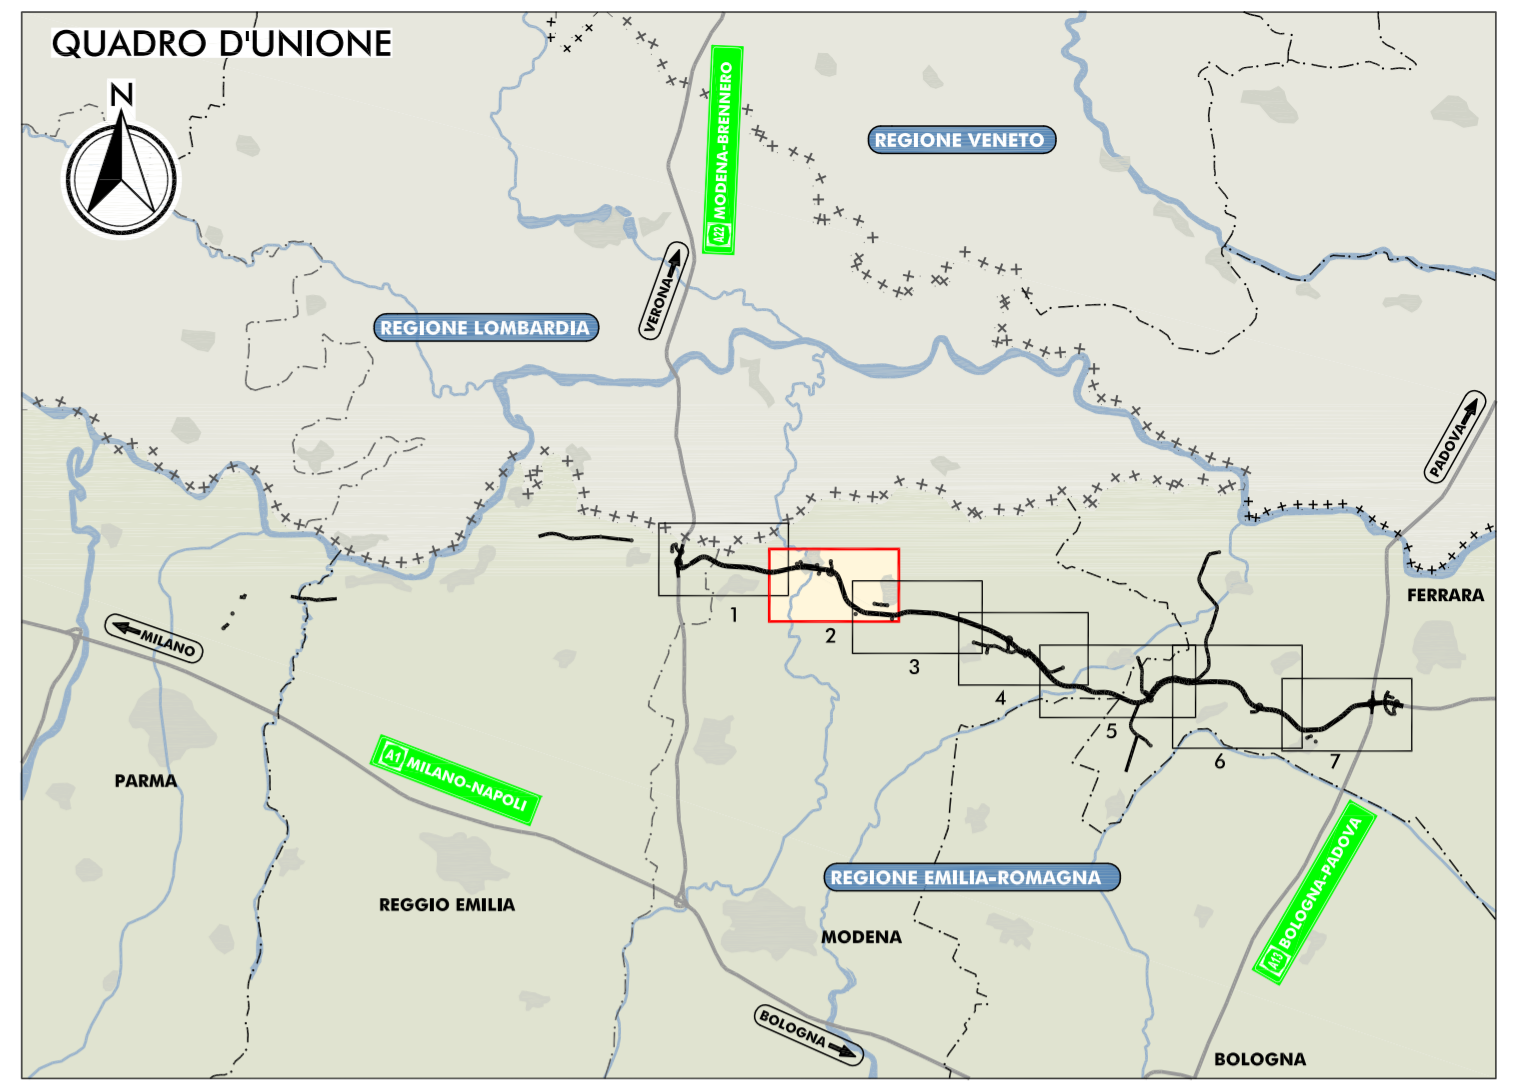 QUADRO D'UNIONE
N
A22 MODENA-BRENNERO
REGIONE VENETO
VERONA
REGIONE LOMBARDIA
PADOVA
FERRARA
MILANO
1
2
3
4
5
6
7
A1 MILANO-NAPOLI
PARMA
A13 BOLOGNA-PADOVA
REGIONE EMILIA-ROMAGNA
REGGIO EMILIA
MODENA
BOLOGNA
BOLOGNA